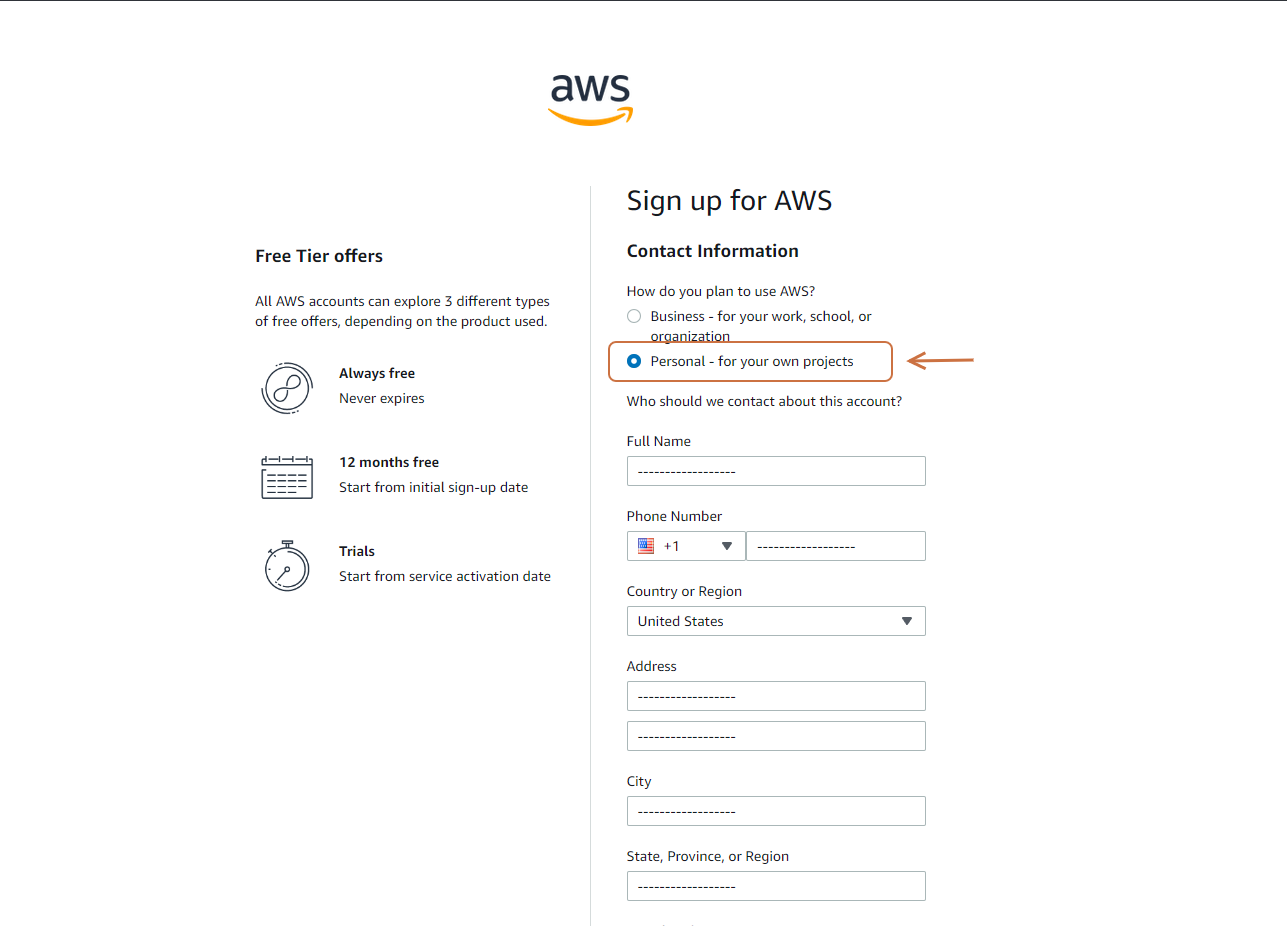 aws
Free Tier offers
All AWS accounts can explore 3 different types
of free offers, depending on the product used.
Always free
Never expires
12 months free
Start from initial sign-up date
Trials
Start from service activation date
Sign up for AWS
Contact Information
How do you plan to use AWS?
Business - for your work, school, or
organization
Personal - for your own projects
Who should we contact about this account?
Full Name
------------------
Phone Number
+1 ------------------
Country or Region
United States
Address
------------------
------------------
City
------------------
State, Province, or Region
------------------